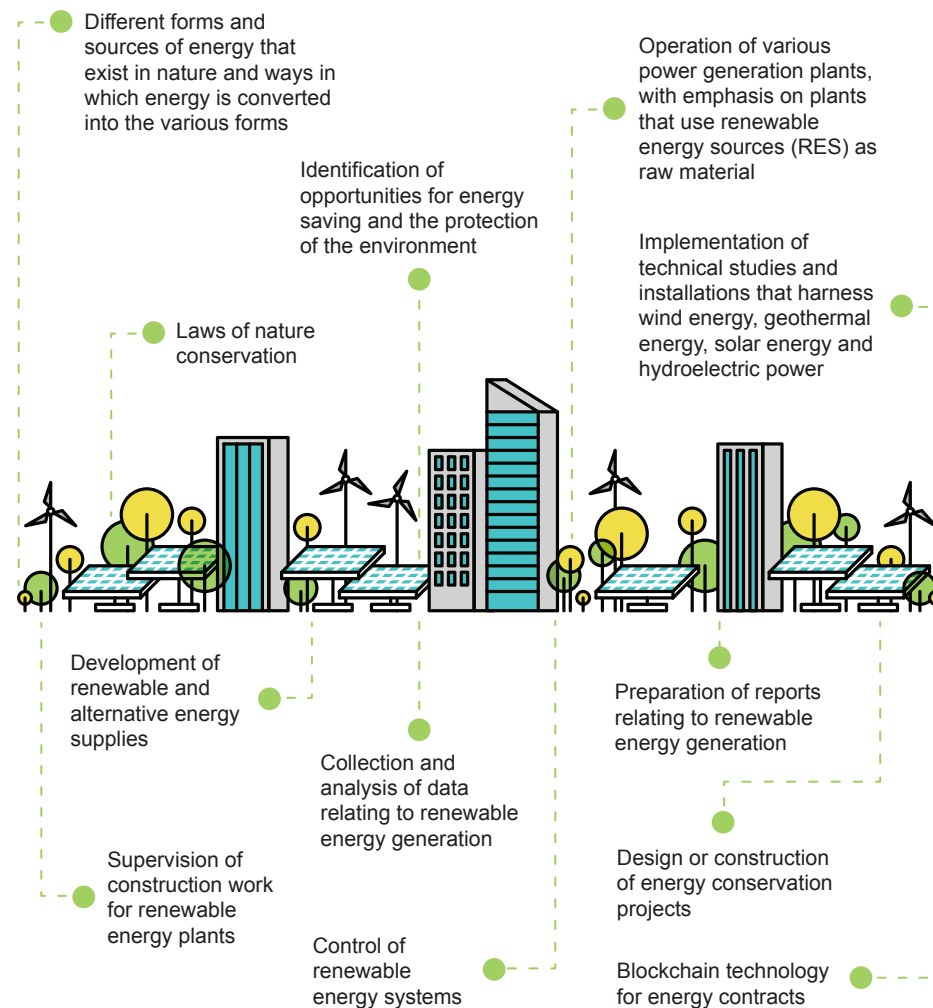 Different forms and
sources of energy that
exist in nature and ways in
which energy is converted
into the various forms
Operation of various
power generation plants,
with emphasis on plants
that use renewable
energy sources (RES) as
raw material
Identification of
opportunities for energy
saving and the protection
of the environment
Implementation of
technical studies and
installations that harness
wind energy, geothermal
energy, solar energy and
hydroelectric power
Laws of nature
conservation
Development of
renewable and
alternative energy
supplies
Preparation of reports
relating to renewable
energy generation
Collection and
analysis of data
relating to renewable
energy generation
Supervision of
construction work
for renewable
energy plants
Design or construction
of energy conservation
projects
Control of
renewable
energy systems
Blockchain technology
for energy contracts